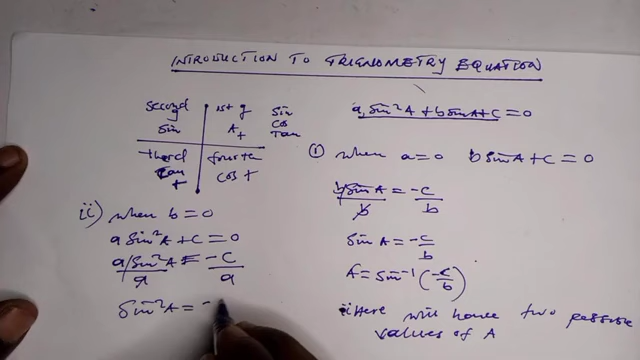 INTRODUCTION TO TRIGNOMETRY EQUATION
second 1st q sin
sin A + cos
Tan
third fourth
Tan + cos +
a sin²A + b sin A + c = 0
(i) when a = 0 b sin A + c = 0
b sin A / b = -c / b
sin A = -c / b
A = sin⁻¹(-c/b)
Here will have two possible
values of A
ii) when b = 0
a sin²A + c = 0
a sin²A / a = -c / a
sin²A = -